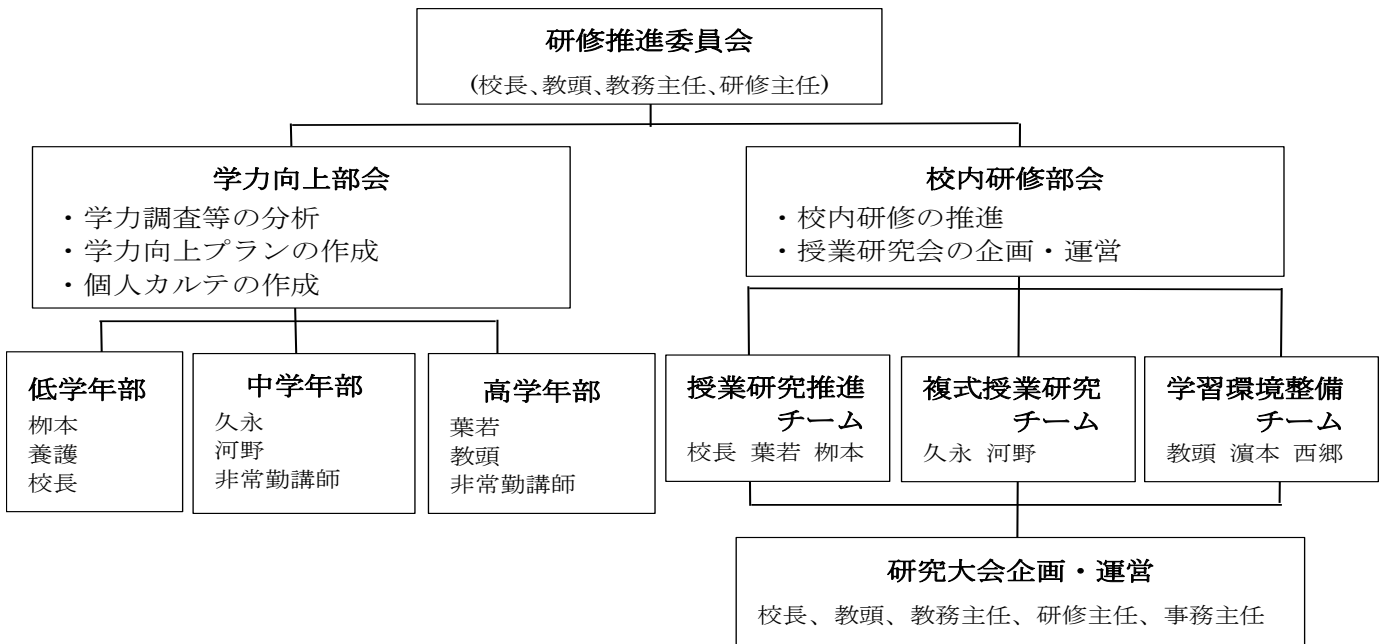 研修推進委員会
(校長、教頭、教務主任、研修主任)
学力向上部会
・学力調査等の分析
・学力向上プランの作成
・個人カルテの作成
校内研修部会
・校内研修の推進
・授業研究会の企画・運営
低学年部
栁本
養護
校長
中学年部
久永
河野
非常勤講師
高学年部
葉若
教頭
非常勤講師
授業研究推進
チーム
校長 葉若 栁本
複式授業研究
チーム
久永 河野
学習環境整備
チーム
教頭 濵本 西郷
研究大会企画・運営
校長、教頭、教務主任、研修主任、事務主任